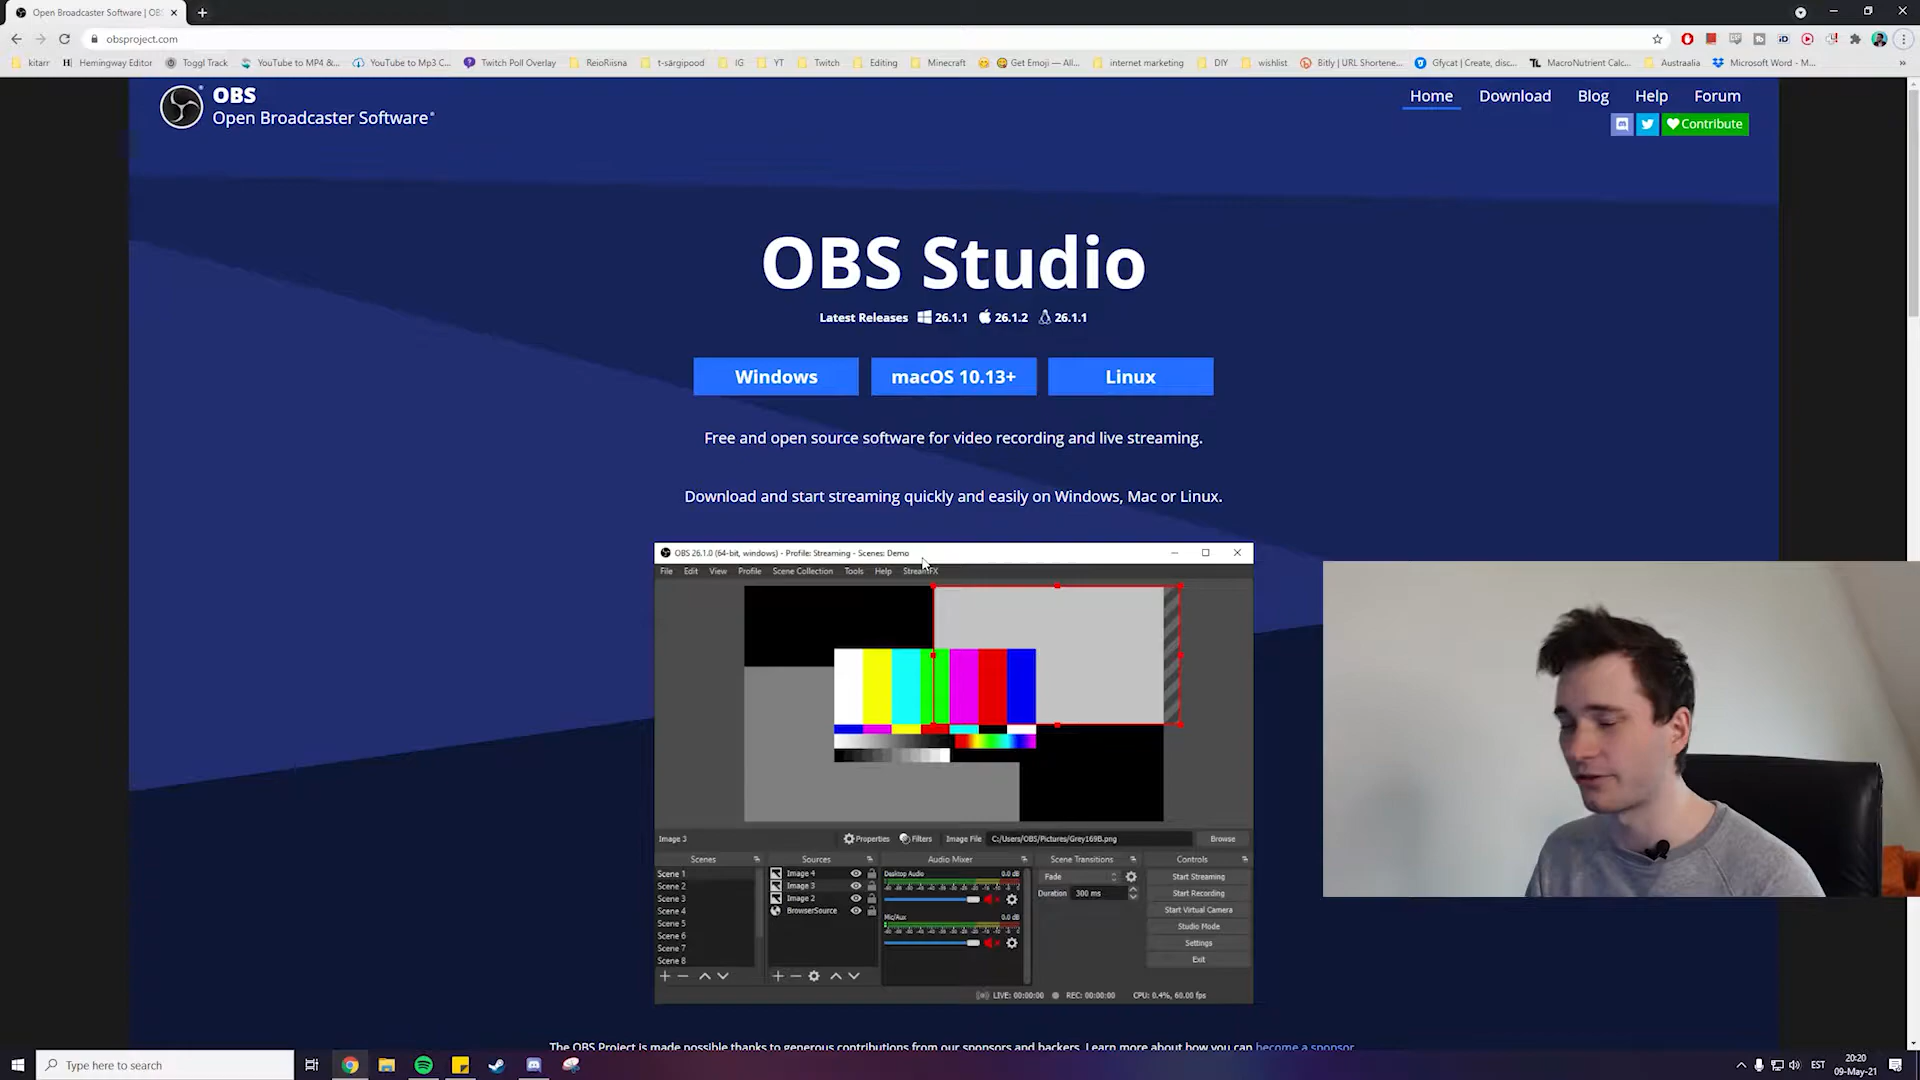 Open Broadcaster Software | OBS
obsproject.com
kitarr
Hemingway Editor
Toggl Track
YouTube to MP4 &...
YouTube to Mp3 C...
Twitch Poll Overlay
ReioRiisna
t-särgipood
IG
YT
Twitch
Editing
Minecraft
Get Emoji — All...
internet marketing
DIY
wishlist
Bitly | URL Shortene...
Gfycat | Create, disc...
MacroNutrient Calc...
Austraalia
Microsoft Word - M...
OBS
Open Broadcaster Software®
Home
Download
Blog
Help
Forum
Contribute
OBS Studio
Latest Releases 26.1.1 26.1.2 26.1.1
Windows
macOS 10.13+
Linux
Free and open source software for video recording and live streaming.
Download and start streaming quickly and easily on Windows, Mac or Linux.
OBS 26.1.0 (64-bit, windows) - Profile: Streaming - Scenes: Demo
File Edit View Profile Scene Collection Tools Help StreamFX
Image 3
Properties
Filters
Image File
C:/Users/OBS/Pictures/Grey169B.png
Browse
Scenes
Scene 1
Scene 2
Scene 3
Scene 4
Scene 5
Scene 6
Scene 7
Scene 8
Sources
Image 4
Image 3
Image 2
BrowserSource
Audio Mixer
Desktop Audio 0.0 dB
Mic/Aux 0.0 dB
Scene Transitions
Fade
Duration 300 ms
Controls
Start Streaming
Start Recording
Start Virtual Camera
Studio Mode
Settings
Exit
LIVE: 00:00:00
REC: 00:00:00
CPU: 0.4%, 60.00 fps
The OBS Project is made possible thanks to generous contributions from our sponsors and backers. Learn more about how you can become a sponsor
Type here to search
EST
20:20
09-May-21